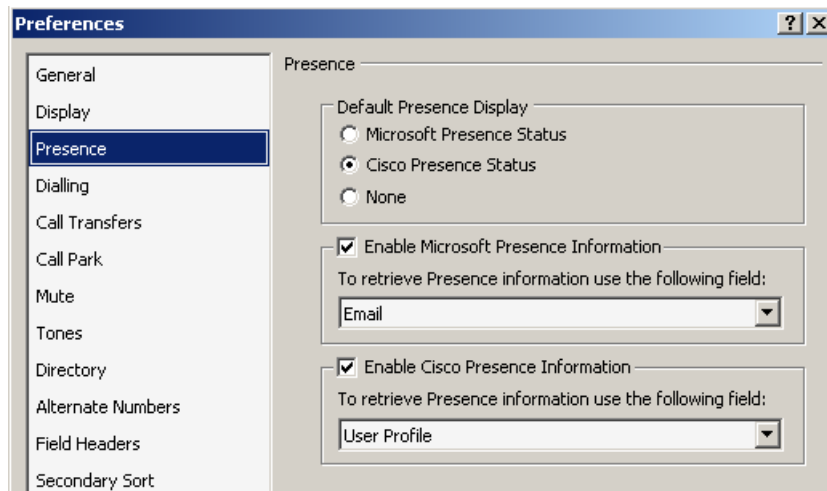 Preferences
General
Display
Presence
Dialling
Call Transfers
Call Park
Mute
Tones
Directory
Alternate Numbers
Field Headers
Secondary Sort
Presence
Default Presence Display
Microsoft Presence Status
Cisco Presence Status
None
Enable Microsoft Presence Information
To retrieve Presence information use the following field:
Email
Enable Cisco Presence Information
To retrieve Presence information use the following field:
User Profile